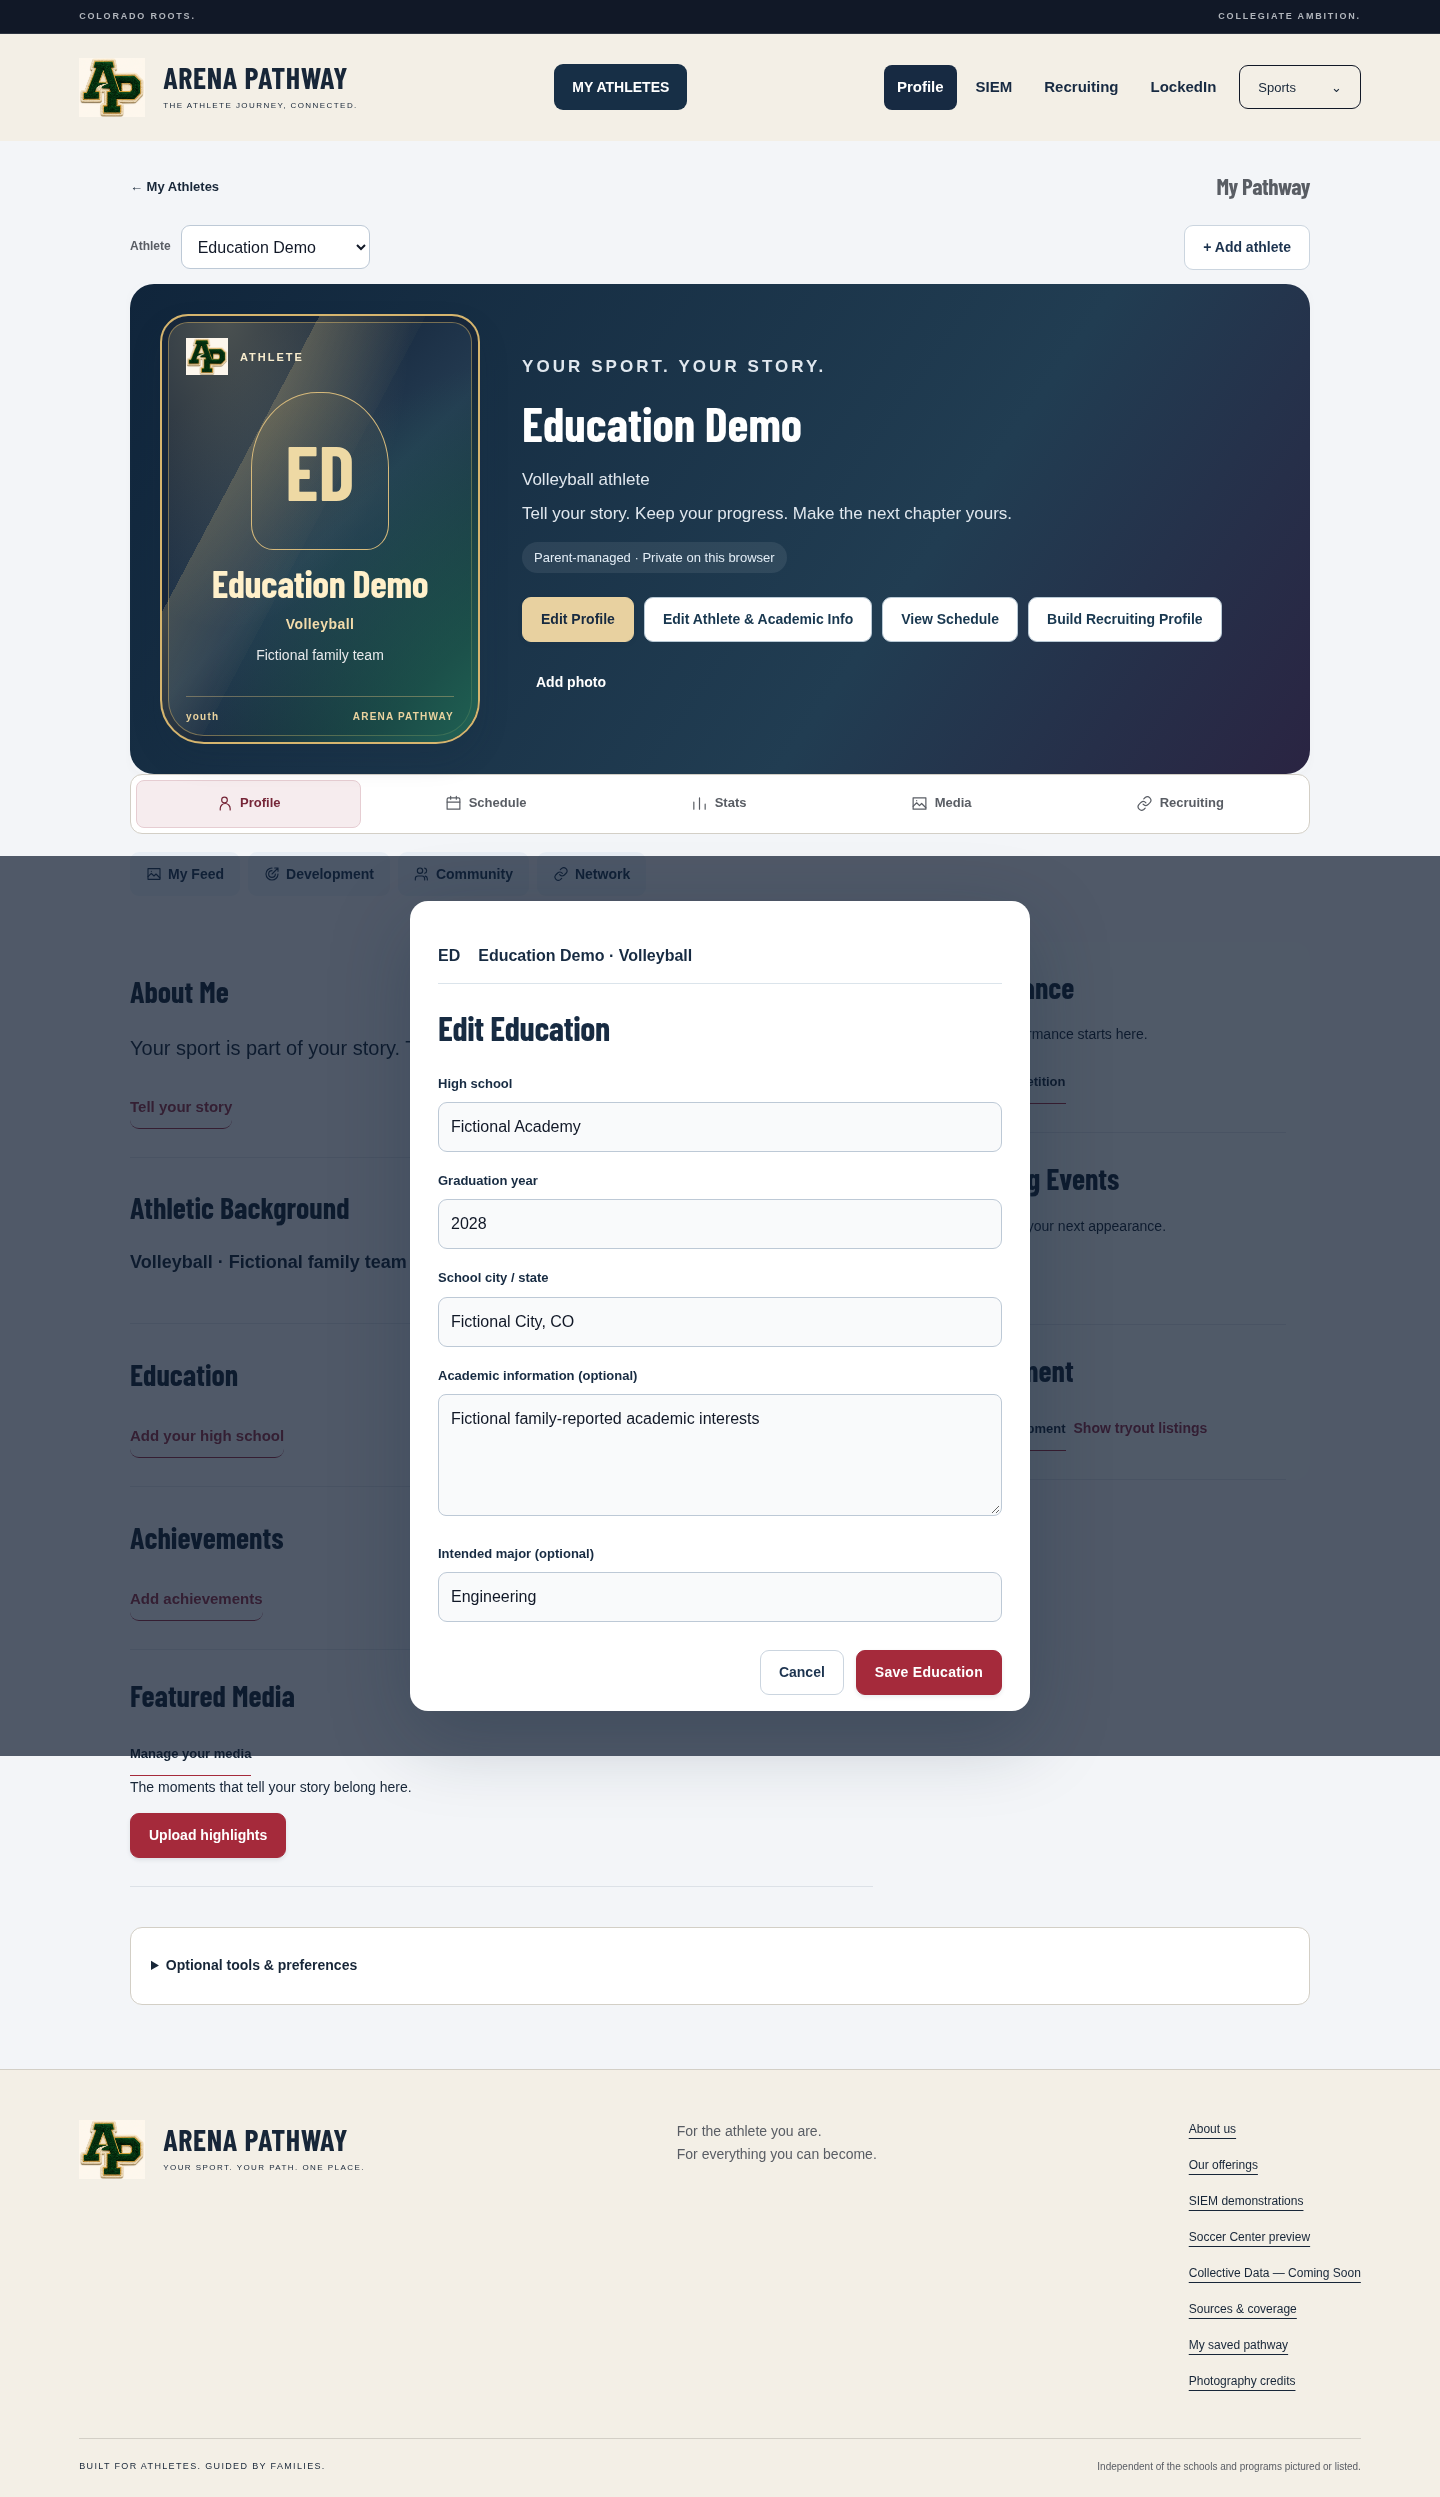 COLORADO ROOTS.
COLLEGIATE AMBITION.
AP
ARENA PATHWAY
THE ATHLETE JOURNEY, CONNECTED.
MY ATHLETES
Profile
SIEM
Recruiting
LockedIn
Sports
← My Athletes
My Pathway
Athlete
Education Demo
+ Add athlete
AP
ATHLETE
ED
Education Demo
Volleyball
Fictional family team
youth
ARENA PATHWAY
YOUR SPORT. YOUR STORY.
Education Demo
Volleyball athlete
Tell your story. Keep your progress. Make the next chapter yours.
Parent-managed · Private on this browser
Edit Profile
Edit Athlete & Academic Info
View Schedule
Build Recruiting Profile
Add photo
Profile
Schedule
Stats
Media
Recruiting
My Feed
Development
Community
Network
About Me
Your sport is part of your story.
Tell your story
Athletic Background
Volleyball · Fictional family team
Education
Add your high school
Achievements
Add achievements
Featured Media
Manage your media
The moments that tell your story belong here.
Upload highlights
ED Education Demo · Volleyball
Edit Education
High school
Fictional Academy
Graduation year
2028
School city / state
Fictional City, CO
Academic information (optional)
Fictional family-reported academic interests
Intended major (optional)
Engineering
Cancel
Save Education
starts here.
Events
your next appearance.
Show tryout listings
▶ Optional tools & preferences
AP
ARENA PATHWAY
YOUR SPORT. YOUR PATH. ONE PLACE.
For the athlete you are.
For everything you can become.
About us
Our offerings
SIEM demonstrations
Soccer Center preview
Collective Data — Coming Soon
Sources & coverage
My saved pathway
Photography credits
BUILT FOR ATHLETES. GUIDED BY FAMILIES.
Independent of the schools and programs pictured or listed.